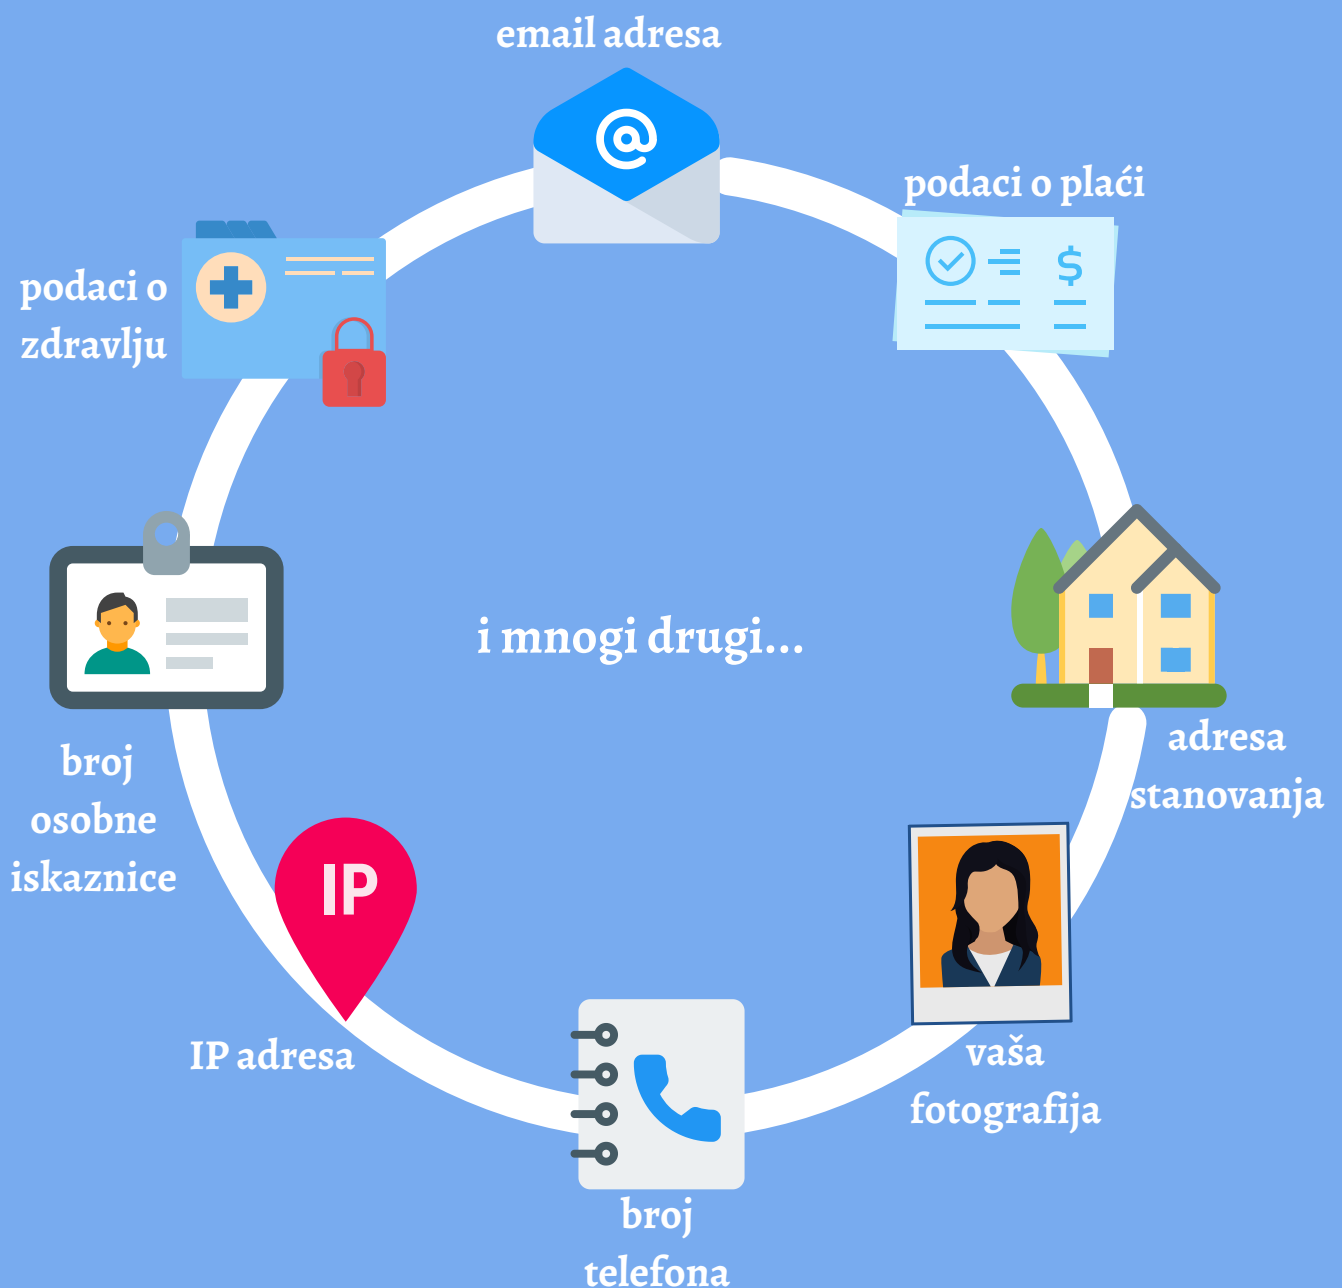 email adresa
podaci o plaći
podaci o
zdravlju
i mnogi drugi...
adresa
stanovanja
broj
osobne
iskaznice
IP
IP adresa
vaša
fotografija
broj
telefona